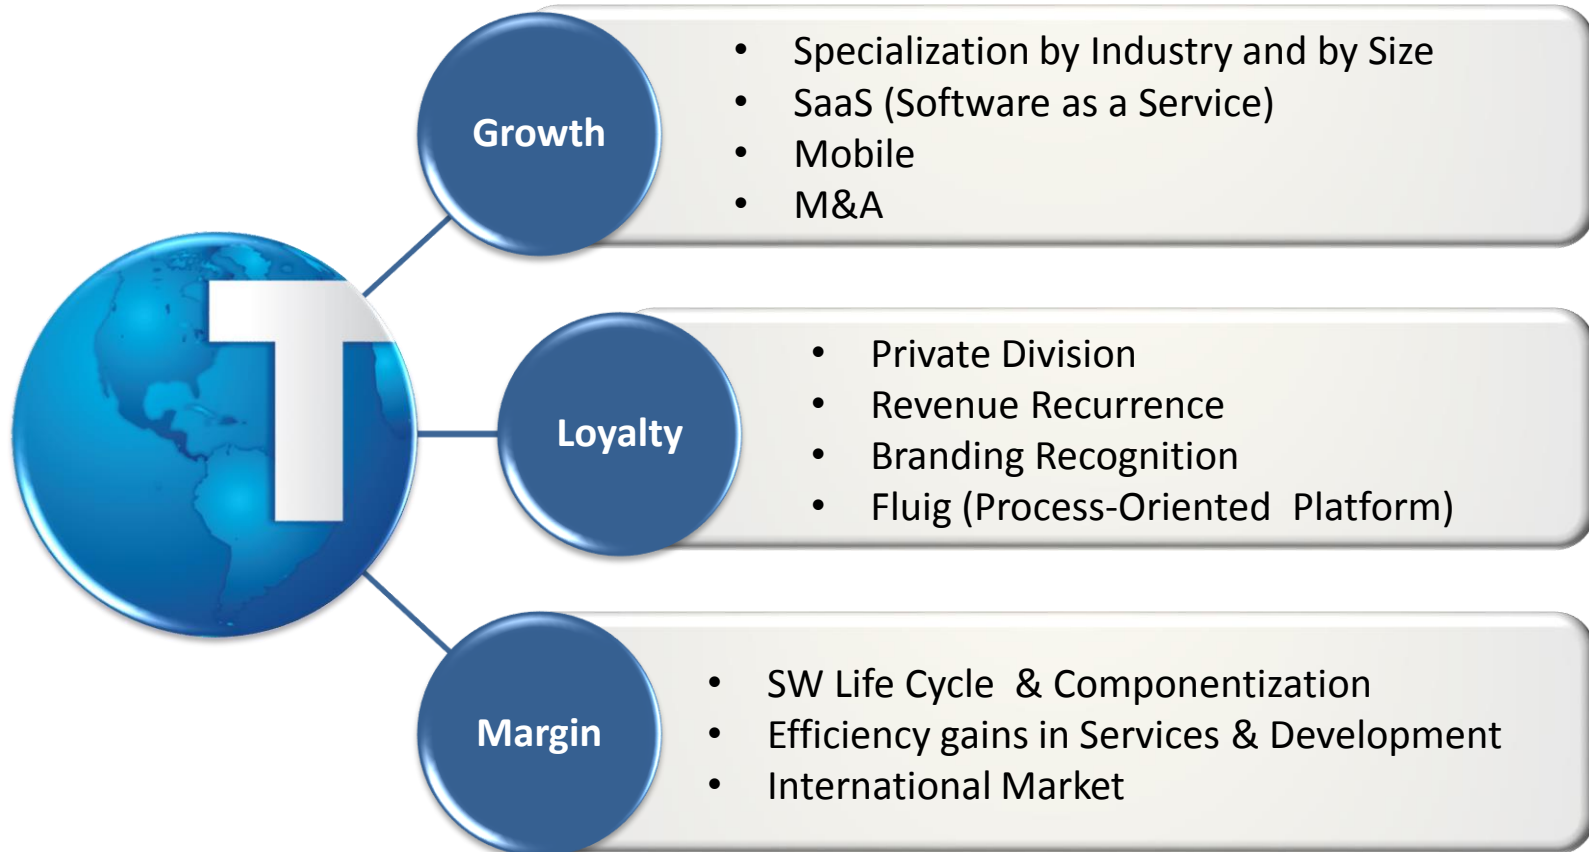 Growth
• Specialization by Industry and by Size
• SaaS (Software as a Service)
• Mobile
• M&A
T
Loyalty
• Private Division
• Revenue Recurrence
• Branding Recognition
• Fluig (Process-Oriented  Platform)
Margin
• SW Life Cycle  & Componentization
• Efficiency gains in Services & Development
• International Market